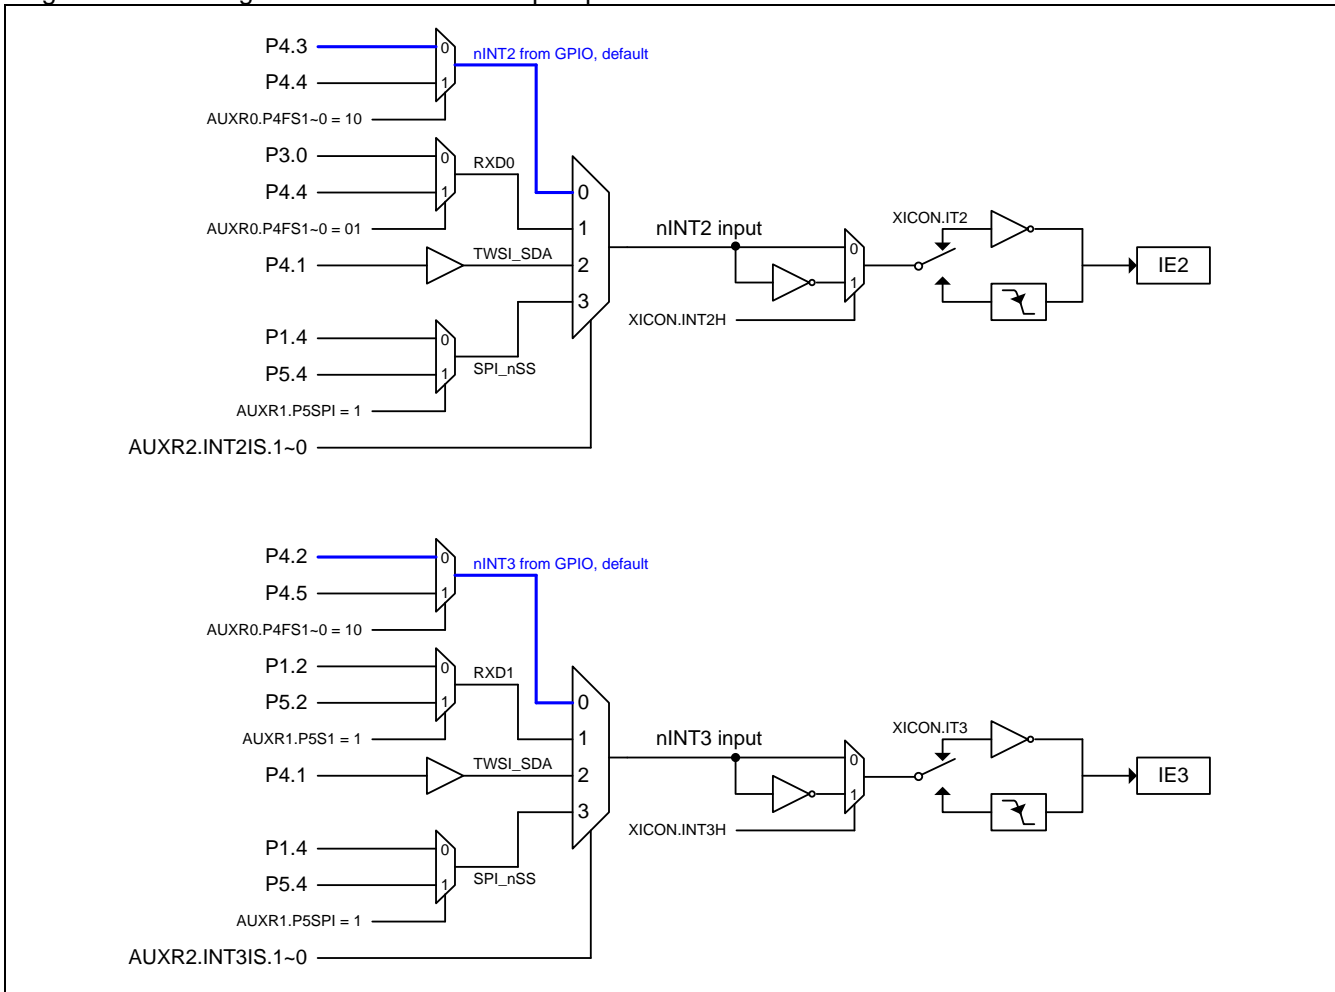 P4.3
0
nINT2 from GPIO, default
P4.4
1
AUXR0.P4FS1~0 = 10
P3.0
0
RXD0
P4.4
1
0
AUXR0.P4FS1~0 = 01
1
nINT2 input
XICON.IT2
0
P4.1
TWSI_SDA
2
1
IE2
3
XICON.INT2H
P1.4
0
P5.4
1
SPI_nSS
AUXR1.P5SPI = 1
AUXR2.INT2IS.1~0
P4.2
0
nINT3 from GPIO, default
P4.5
1
AUXR0.P4FS1~0 = 10
P1.2
0
RXD1
P5.2
1
0
AUXR1.P5S1 = 1
1
nINT3 input
XICON.IT3
0
P4.1
TWSI_SDA
2
1
IE3
3
XICON.INT3H
P1.4
0
P5.4
1
SPI_nSS
AUXR1.P5SPI = 1
AUXR2.INT3IS.1~0